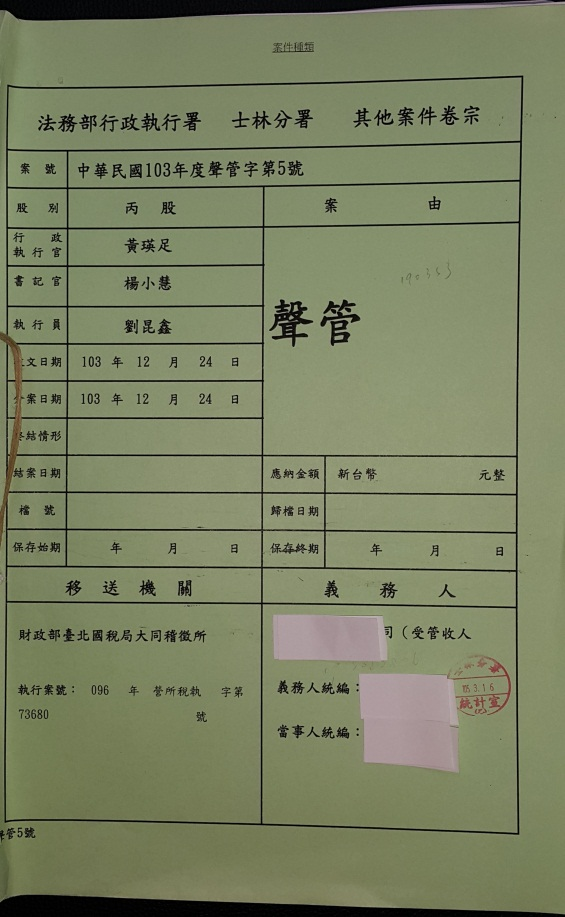 案件種類
法務部行政執行署 士林分署 其他案件卷宗
案號 中華民國103年度聲管字第5號
股別 丙股 案由
行政執行官 黃瑛足
書記官 楊小慧
執行員 劉昆鑫
聲管
190353
文日期 103 年 12 月 24 日
分案日期 103 年 12 月 24 日
終結情形
結案日期 應納金額 新台幣 元整
檔號 歸檔日期
保存始期 年 月 日 保存終期 年 月 日
移送機關 義務人
財政部臺北國稅局大同稽徵所
司（受管收人
執行案號： 096 年 營所稅執 字第
73680 號
義務人統編：
當事人統編：
105.3.16
統計室
管5號